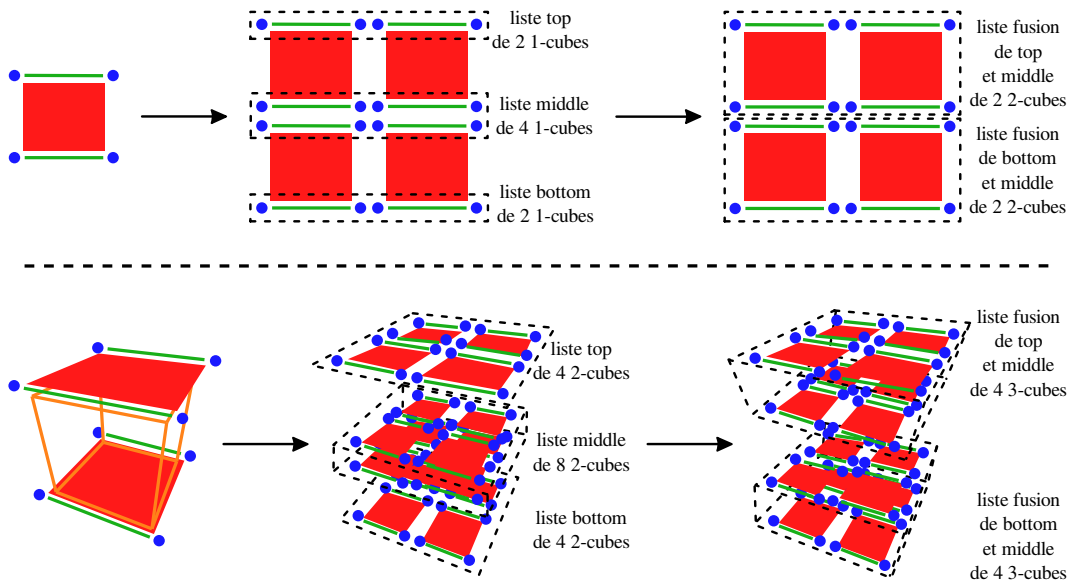 liste top
de 2 1-cubes
liste middle
de 4 1-cubes
liste bottom
de 2 1-cubes
liste fusion
de top
et middle
de 2 2-cubes
liste fusion
de bottom
et middle
de 2 2-cubes
liste top
de 4 2-cubes
liste middle
de 8 2-cubes
liste bottom
de 4 2-cubes
liste fusion
de top
et middle
de 4 3-cubes
liste fusion
de bottom
et middle
de 4 3-cubes